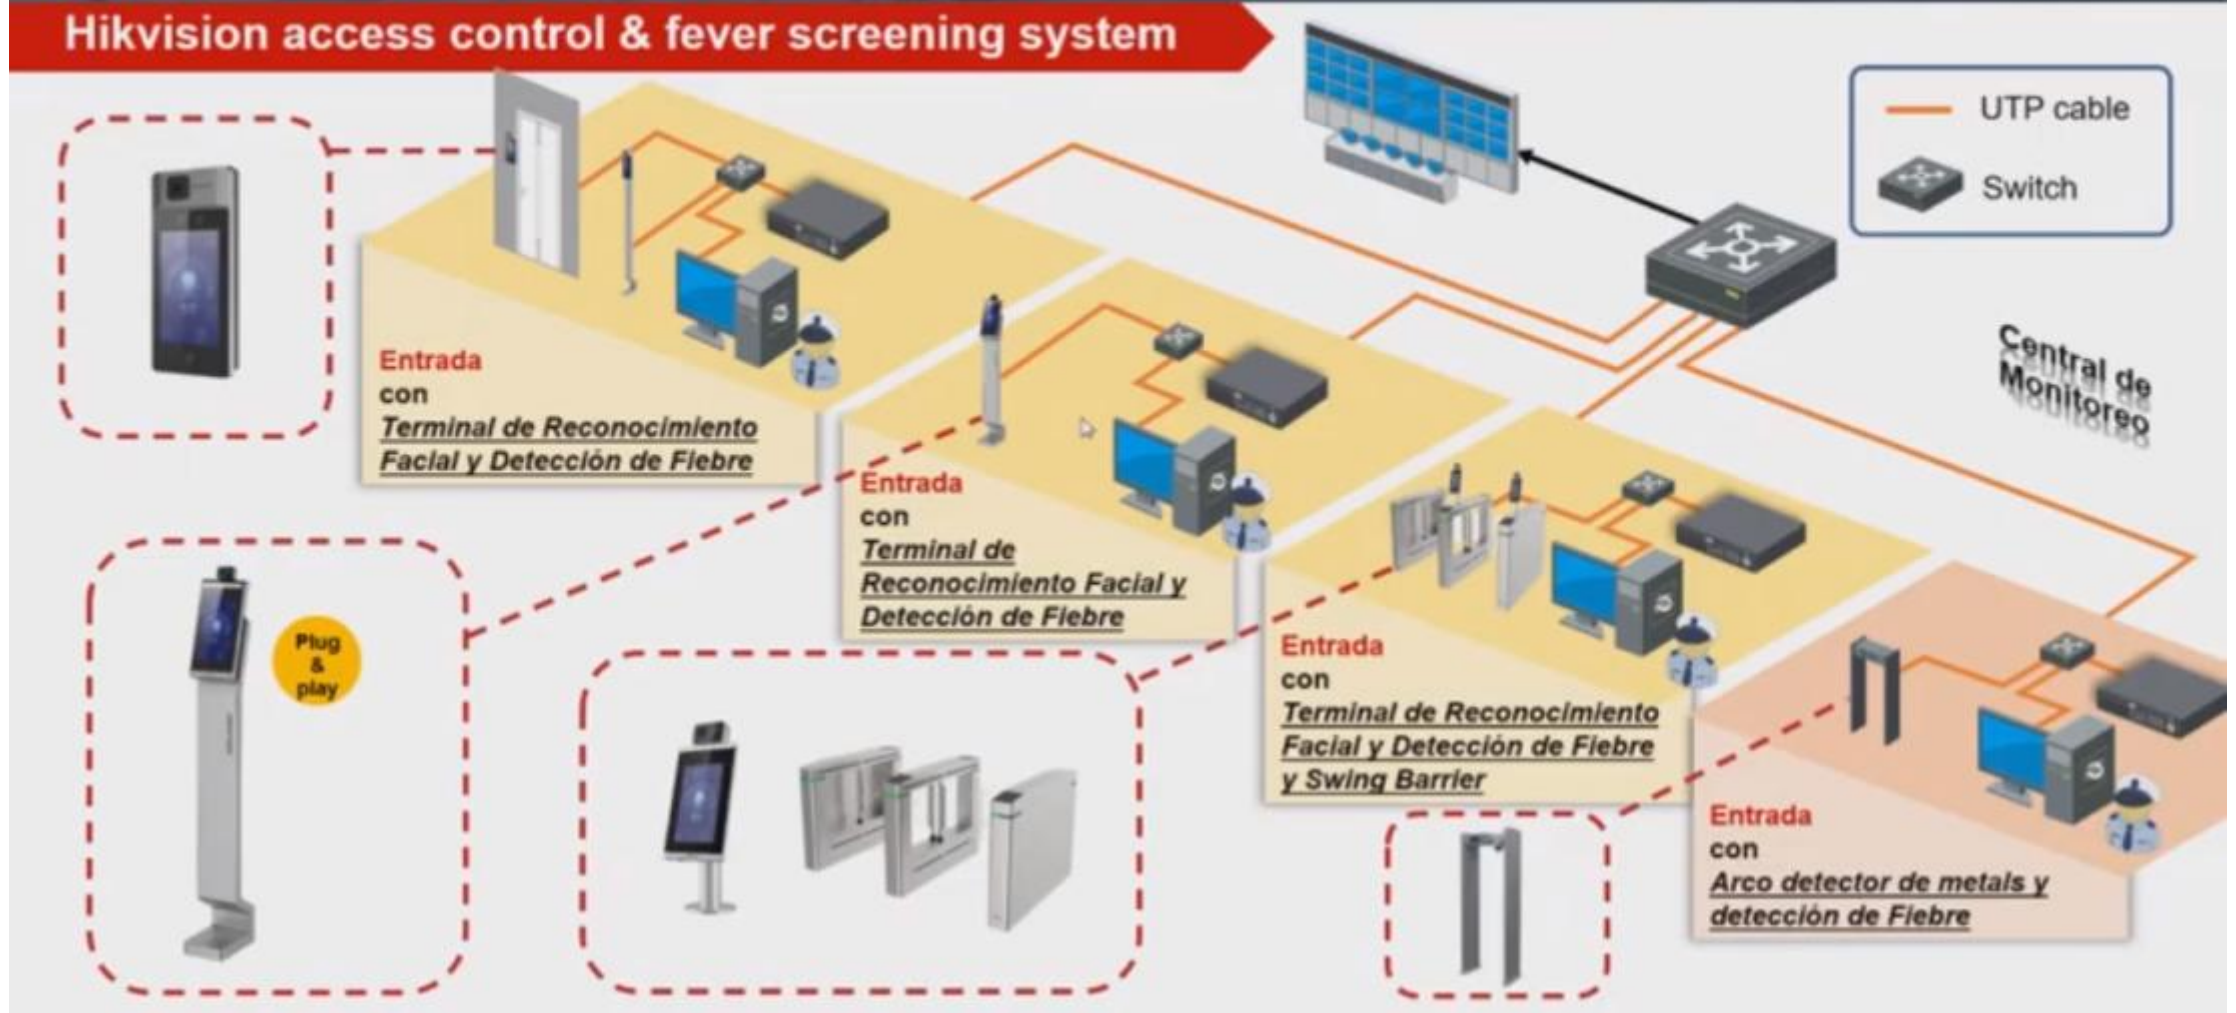 Hikvision access control & fever screening system
UTP cable
Switch
Central de
Monitoreo
Entrada
con
Terminal de Reconocimiento
Facial y Detección de Fiebre
Entrada
con
Terminal de
Reconocimiento Facial y
Detección de Fiebre
Entrada
con
Terminal de Reconocimiento
Facial y Detección de Fiebre
y Swing Barrier
Entrada
con
Arco detector de metals y
detección de Fiebre
Plug
&
play